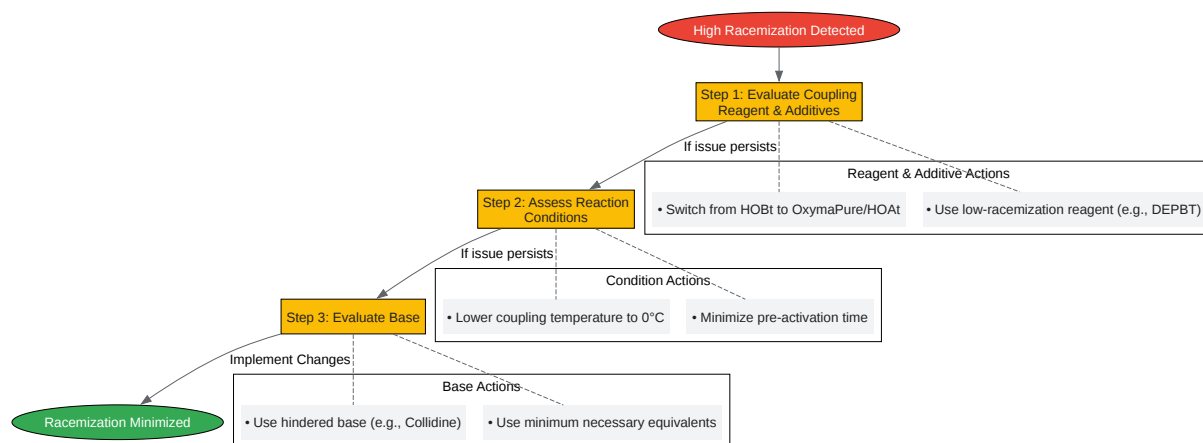 High Racemization Detected
Step 1: Evaluate Coupling
Reagent & Additives
If issue persists
Reagent & Additive Actions
• Switch from HOBt to OxymaPure/HOAt
• Use low-racemization reagent (e.g., DEPBT)
Step 2: Assess Reaction
Conditions
If issue persists
Condition Actions
• Lower coupling temperature to 0°C
• Minimize pre-activation time
Step 3: Evaluate Base
Implement Changes
Base Actions
• Use hindered base (e.g., Collidine)
• Use minimum necessary equivalents
Racemization Minimized